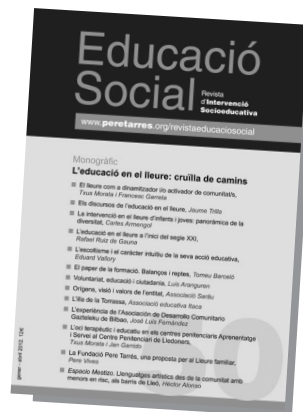 Educació
Social
Revista
d'Intervenció
Socioeducativa
www.peretarres.org/revistaeducaciosocial
Monogràfic
L'educació en el lleure: cruïlla de camins
El lleure com a dinamitzador i/o activador de comunitat/s,
Txus Morata i Francesc Garreta
Els discursos de l'educació en el lleure, Jaume Trilla
La intervenció en el lleure d'infants i joves: panoràmica de la
diversitat, Carles Armengol
L'educació en el lleure a l'inici del segle XXI,
Rafael Ruiz de Gauna
L'escoltisme i el caràcter intuïtiu de la seva acció educativa,
Eduard Vallory
El paper de la formació. Balanços i reptes, Tomeu Barceló
Voluntariat, educació i ciutadania, Luis Aranguren
Orígens, visió i valors de l'entitat, Associació Saräu
L'illa de la Tomassa, Associació educativa Itaca
L'experiència de l'Asociación de Desarrollo Comunitario
Gazteleku de Bilbao, José Luis Fernández
L'oci terapèutic i educatiu en els centres penitenciaris Aprenentatge
i Servei al Centre Penitenciari de Lledoners,
Txus Morata i Jan Garrido
La Fundació Pere Tarrés, una proposta per al Lleure familiar,
Pere Vives
Espacio Mestizo. Llenguatges artístics des de la comunitat amb
menors en risc, als barris de Lleó, Héctor Alonso
gener - abril 2012, 12€